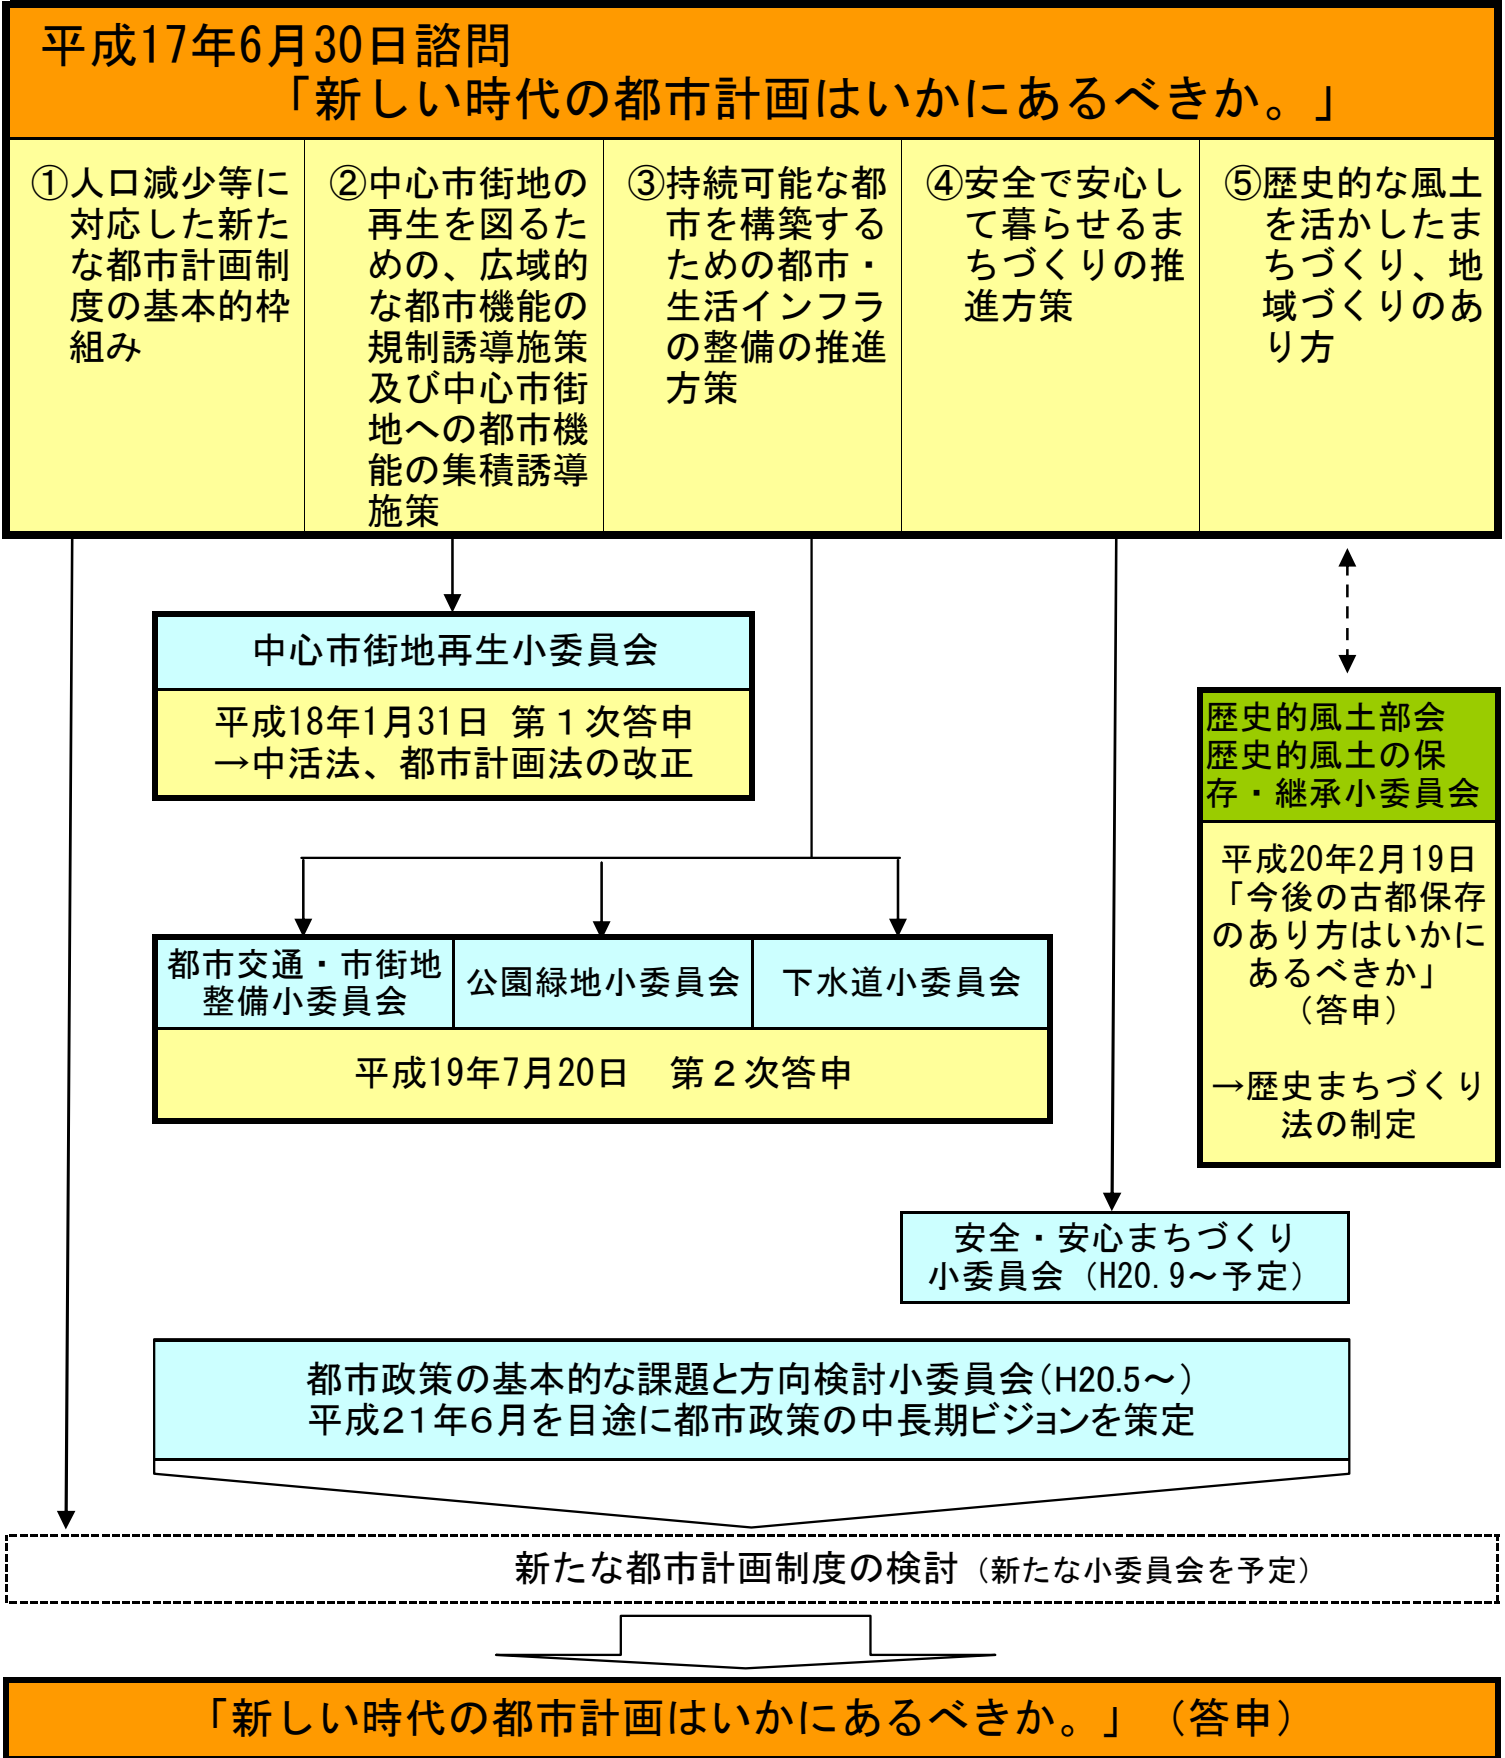 平成17年6月30日諮問
「新しい時代の都市計画はいかにあるべきか。」
①人口減少等に
対応した新た
な都市計画制
度の基本的枠
組み
②中心市街地の
再生を図るた
めの、広域的
な都市機能の
規制誘導施策
及び中心市街
地への都市機
能の集積誘導
施策
③持続可能な都
市を構築する
ための都市・
生活インフラ
の整備の推進
方策
④安全で安心し
て暮らせるま
ちづくりの推
進方策
⑤歴史的な風土
を活かしたま
ちづくり、地
域づくりのあ
り方
中心市街地再生小委員会
平成18年1月31日 第１次答申
→中活法、都市計画法の改正
歴史的風土部会
歴史的風土の保
存・継承小委員会
平成20年2月19日
「今後の古都保存
のあり方はいかに
あるべきか」
（答申）
→歴史まちづくり
法の制定
都市交通・市街地
整備小委員会
公園緑地小委員会
下水道小委員会
平成19年7月20日　第２次答申
安全・安心まちづくり
小委員会（H20.9～予定）
都市政策の基本的な課題と方向検討小委員会（H20.5～）
平成２１年６月を目途に都市政策の中長期ビジョンを策定
新たな都市計画制度の検討（新たな小委員会を予定）
「新しい時代の都市計画はいかにあるべきか。」（答申）